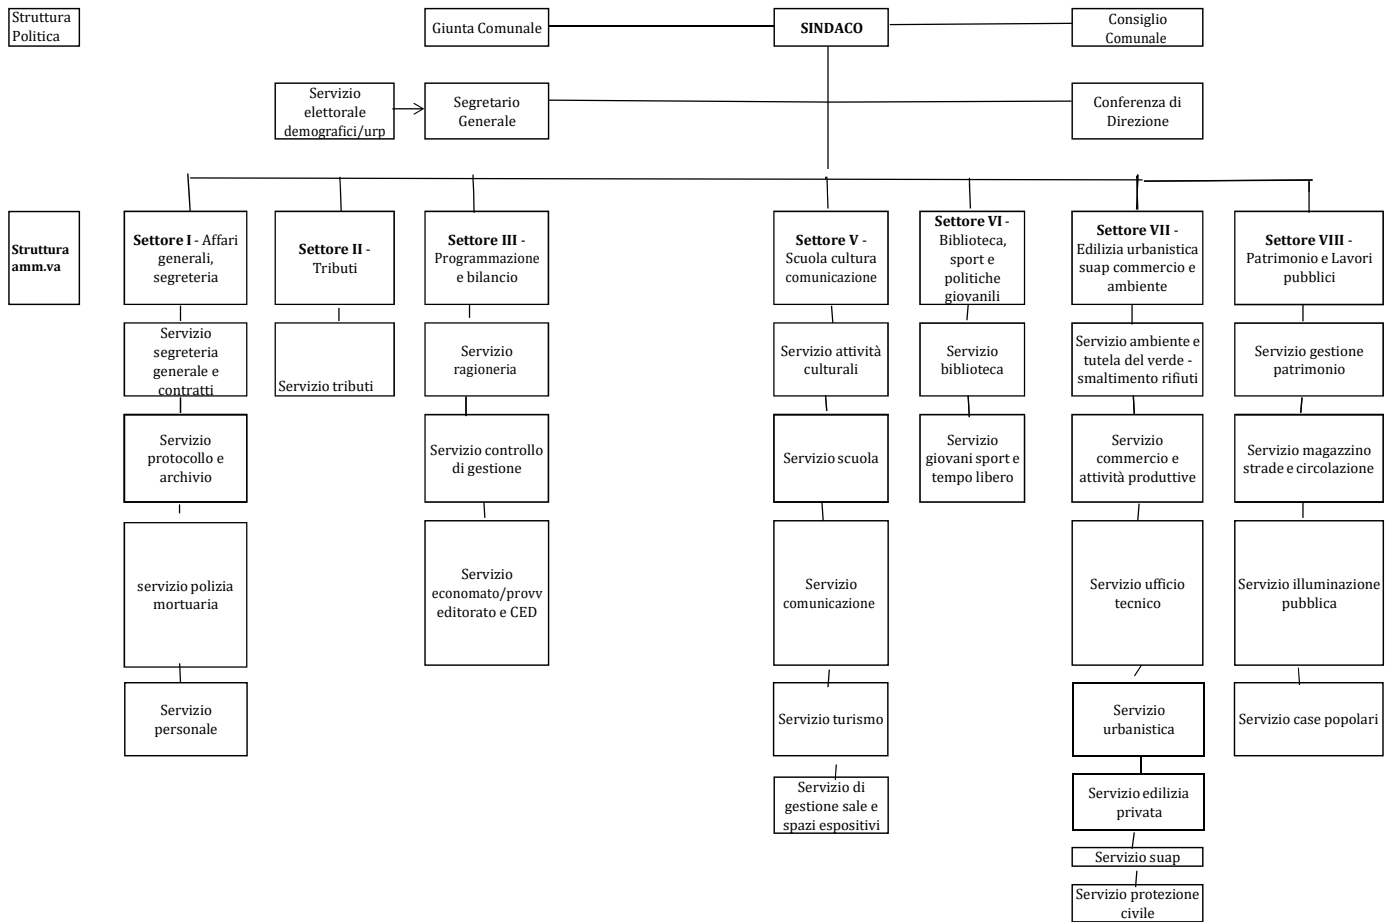 Struttura
Politica
Giunta Comunale
SINDACO
Consiglio
Comunale
Servizio
elettorale
demografici/urp
Segretario
Generale
Conferenza di
Direzione
Struttura
amm.va
Settore I - Affari
generali,
segreteria
Settore II -
Tributi
Settore III -
Programmazione
e bilancio
Settore V -
Scuola cultura
comunicazione
Settore VI -
Biblioteca,
sport e
politiche
giovanili
Settore VII -
Edilizia urbanistica
suap commercio e
ambiente
Settore VIII -
Patrimonio e Lavori
pubblici
Servizio
segreteria
generale e
contratti
Servizio tributi
Servizio
ragioneria
Servizio attività
culturali
Servizio
biblioteca
Servizio ambiente e
tutela del verde -
smaltimento rifiuti
Servizio gestione
patrimonio
Servizio
protocollo e
archivio
Servizio controllo
di gestione
Servizio scuola
Servizio
giovani sport e
tempo libero
Servizio
commercio e
attività produttive
Servizio magazzino
strade e circolazione
servizio polizia
mortuaria
Servizio
economato/provv
editorato e CED
Servizio
comunicazione
Servizio ufficio
tecnico
Servizio illuminazione
pubblica
Servizio
personale
Servizio turismo
Servizio
urbanistica
Servizio case popolari
Servizio di
gestione sale e
spazi espositivi
Servizio edilizia
privata
Servizio suap
Servizio protezione
civile